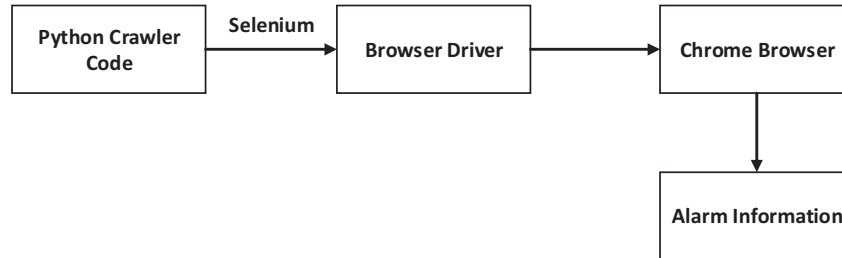 Python Crawler
Code
Selenium
Browser Driver
Chrome Browser
Alarm Information